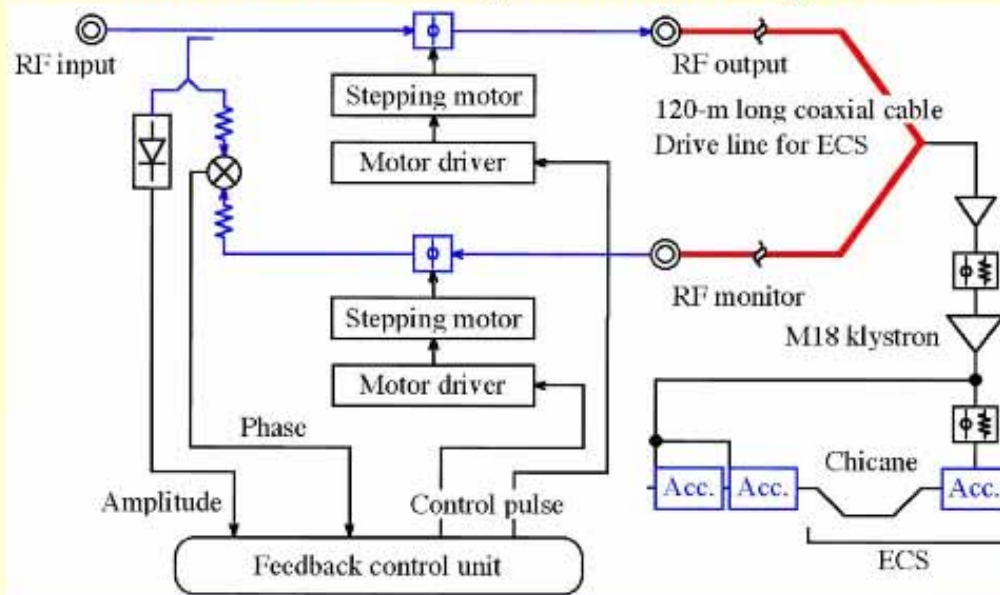 RF input
ϕ
RF output
Stepping motor
120-m long coaxial cable
Motor driver
Drive line for ECS
ϕ
RF monitor
ϕ
Stepping motor
M18 klystron
Motor driver
ϕ
Phase
Chicane
Acc.
Acc.
Acc.
Amplitude
Control pulse
Feedback control unit
ECS